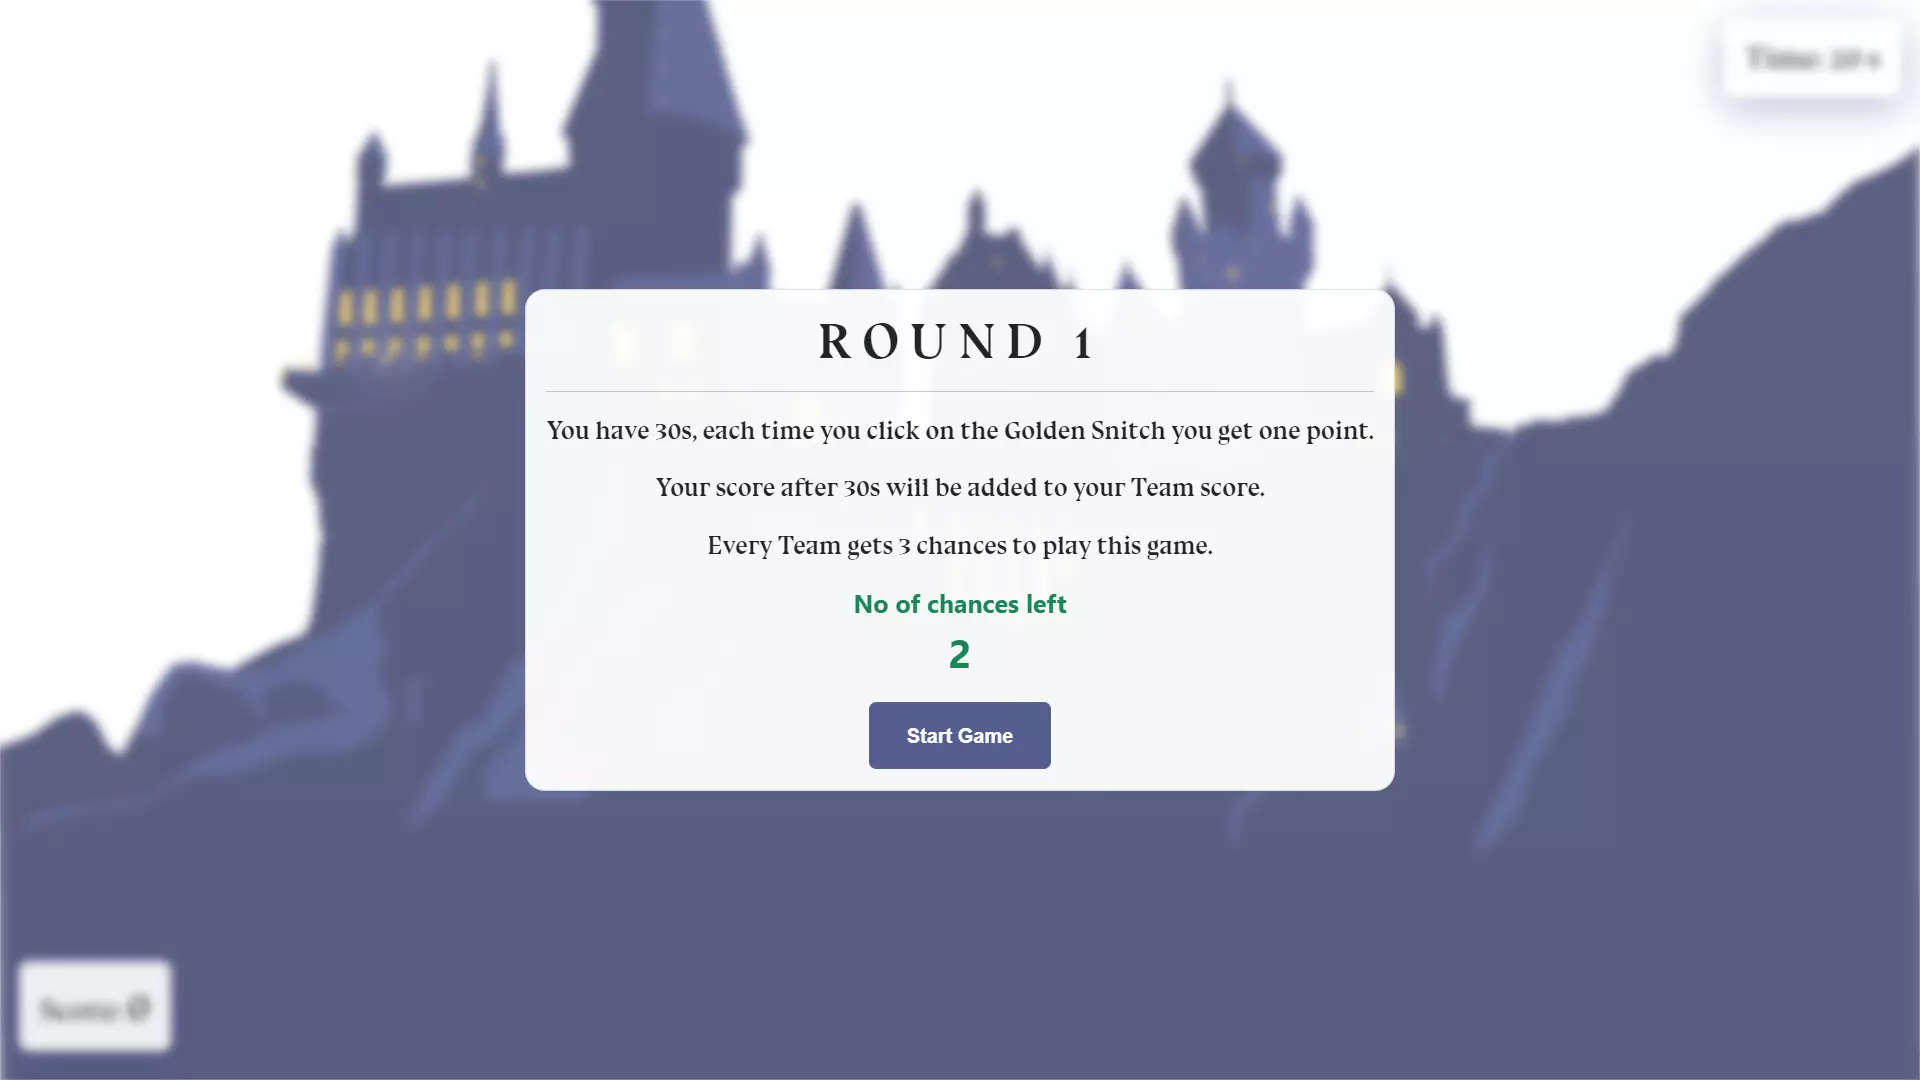 Time:
ROUND 1
You have 30s, each time you click on the Golden Snitch you get one point.
Your score after 30s will be added to your Team score.
Every Team gets 3 chances to play this game.
No of chances left
2
Start Game
Score